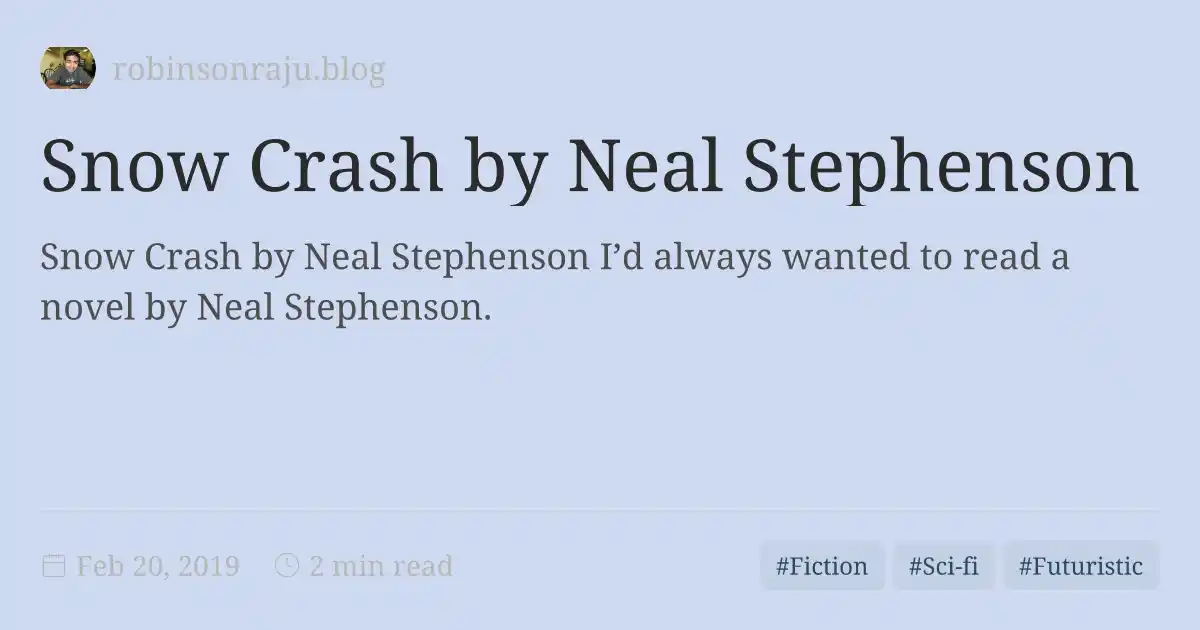 robinsonraju.blog
Snow Crash by Neal Stephenson
Snow Crash by Neal Stephenson I’d always wanted to read a
novel by Neal Stephenson.
Feb 20, 2019 2 min read #Fiction #Sci-fi #Futuristic